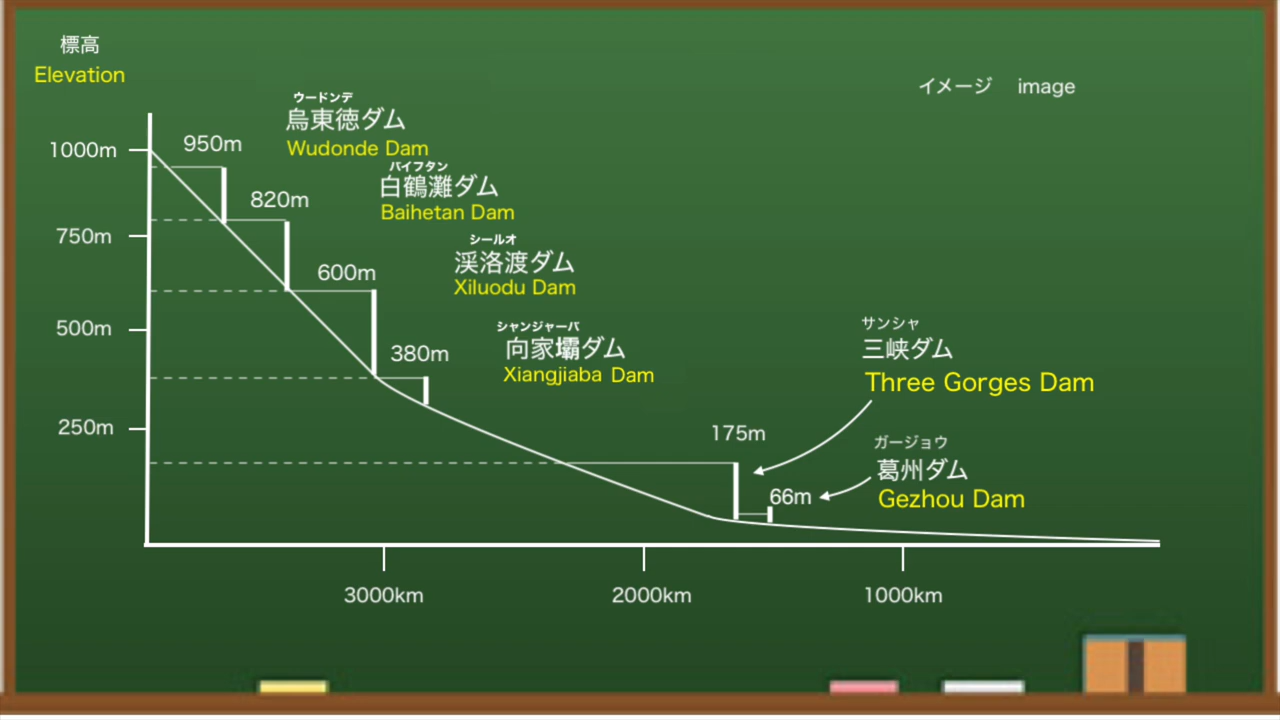 標高
Elevation
イメージ image
ウードンデ
烏東徳ダム
Wudonde Dam
950m
1000m
バイフタン
白鶴灘ダム
Baihetan Dam
820m
750m
シールオ
渓洛渡ダム
Xiluodu Dam
600m
500m
シャンジャーバ
向家壩ダム
Xiangjiaba Dam
380m
サンシャ
三峡ダム
Three Gorges Dam
250m
175m
ガージョウ
葛州ダム
Gezhou Dam
66m
3000km
2000km
1000km